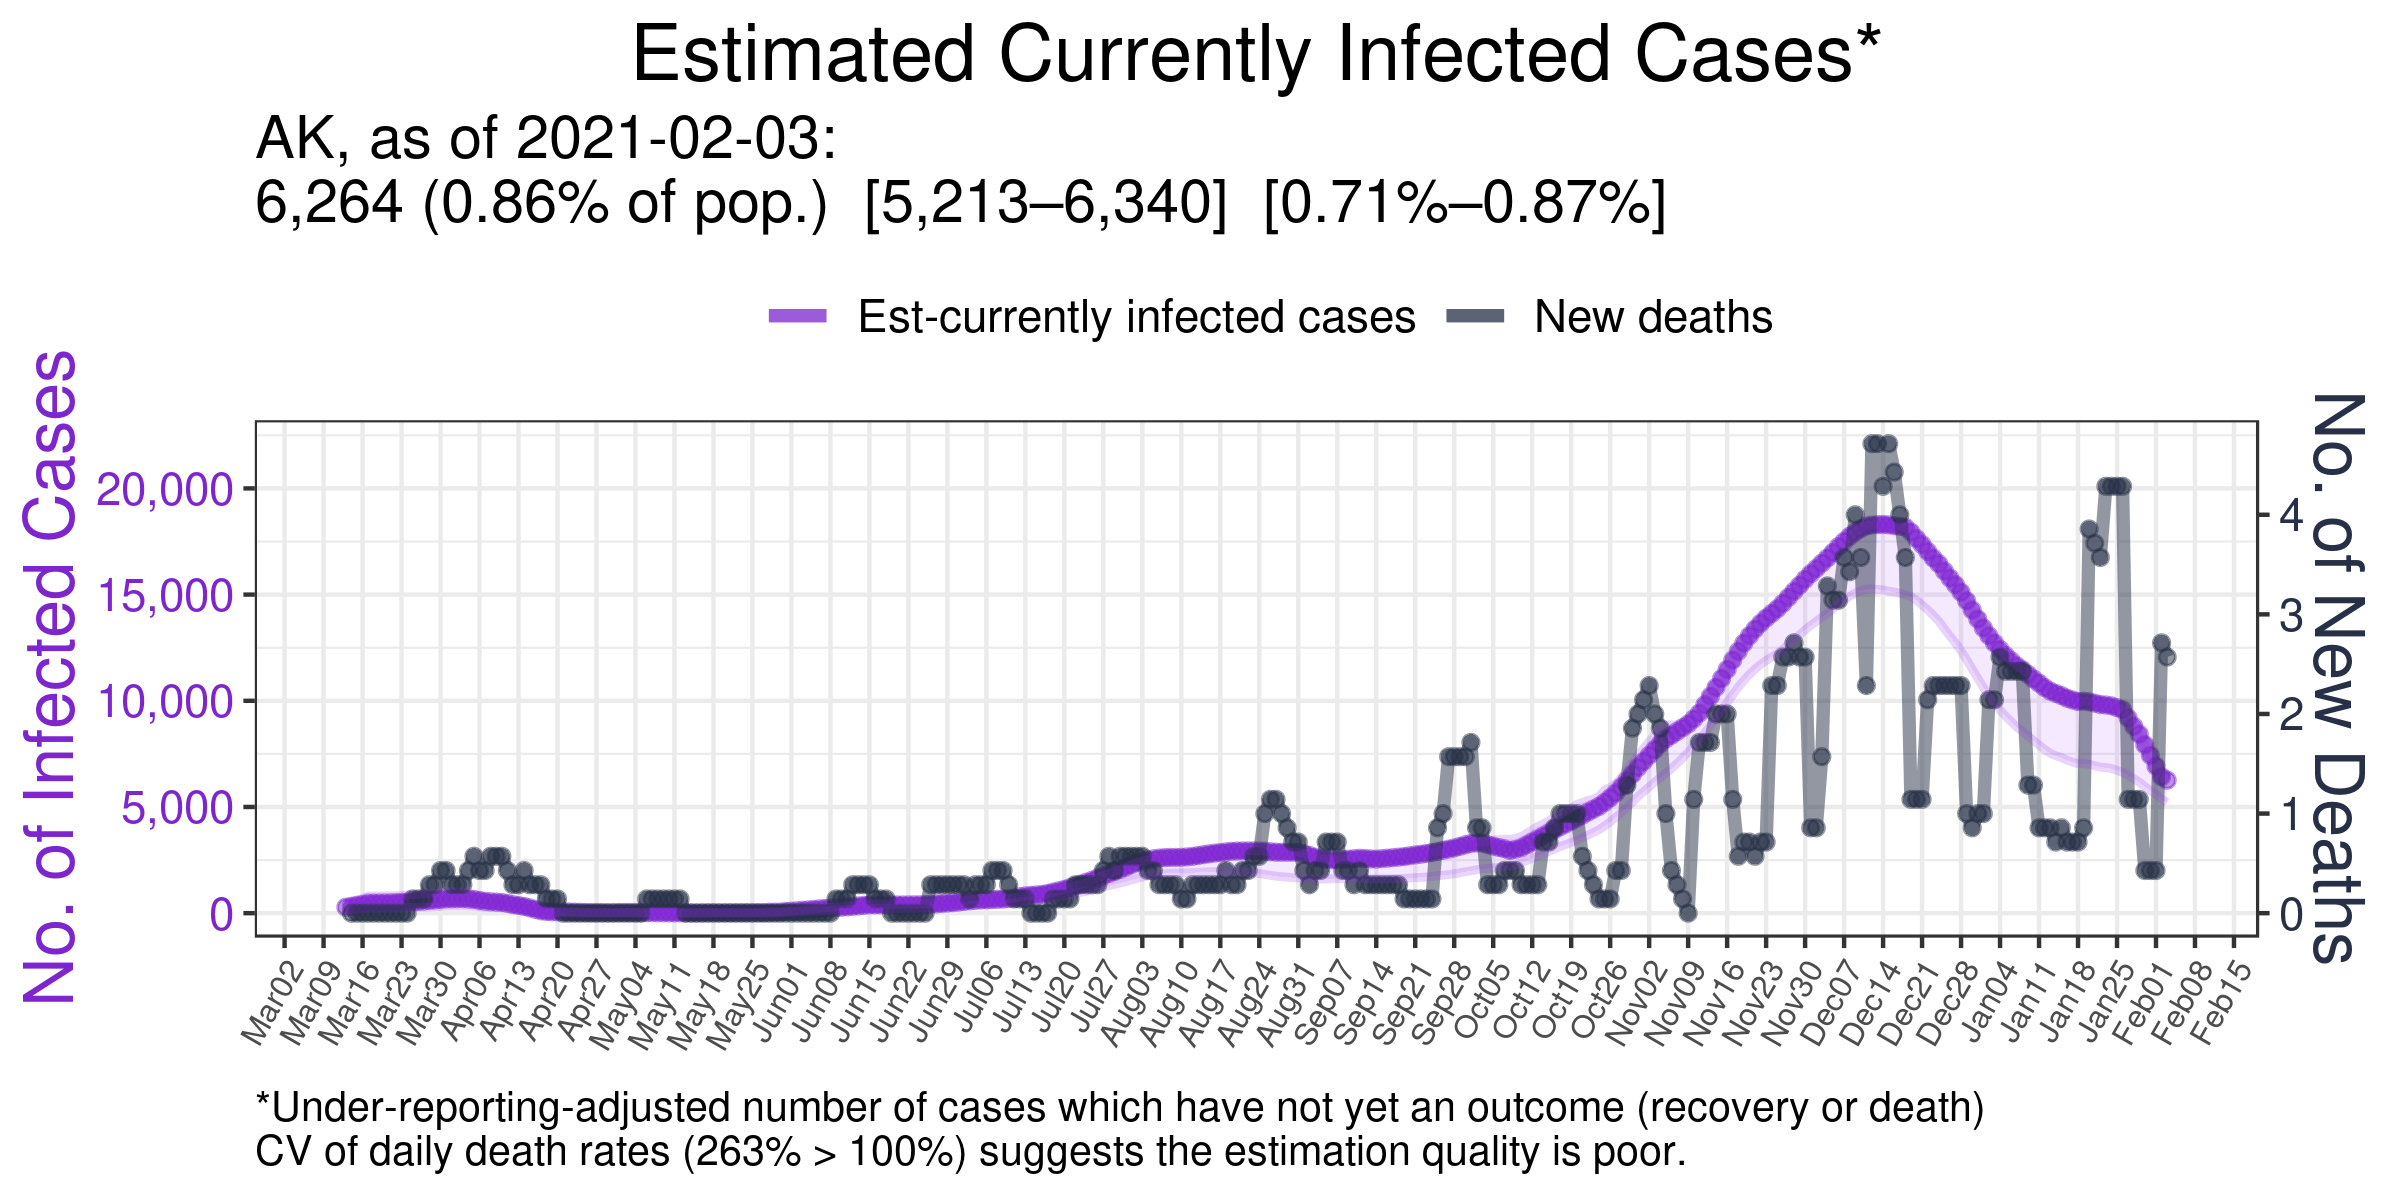 Estimated Currently Infected Cases*
AK, as of 2021-02-03:
6,264 (0.86% of pop.)  [5,213–6,340]  [0.71%–0.87%]
Est-currently infected cases
New deaths
No. of Infected Cases
20,000
15,000
10,000
5,000
0
4
3
2
1
0
No. of New Deaths
Mar02
Mar09
Mar16
Mar23
Mar30
Apr06
Apr13
Apr20
Apr27
May04
May11
May18
May25
Jun01
Jun08
Jun15
Jun22
Jun29
Jul06
Jul13
Jul20
Jul27
Aug03
Aug10
Aug17
Aug24
Aug31
Sep07
Sep14
Sep21
Sep28
Oct05
Oct12
Oct19
Oct26
Nov02
Nov09
Nov16
Nov23
Nov30
Dec07
Dec14
Dec21
Dec28
Jan04
Jan11
Jan18
Jan25
Feb01
Feb08
Feb15
*Under-reporting-adjusted number of cases which have not yet an outcome (recovery or death)
CV of daily death rates (263% > 100%) suggests the estimation quality is poor.